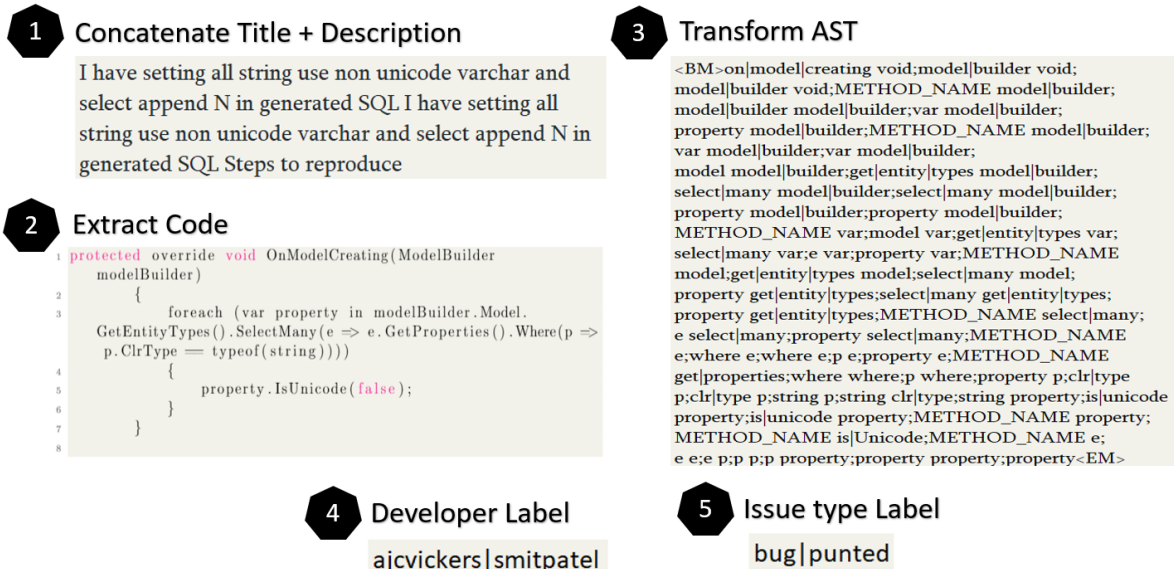 1 Concatenate Title + Description
I have setting all string use non unicode varchar and
select append N in generated SQL I have setting all
string use non unicode varchar and select append N in
generated SQL Steps to reproduce
2 Extract Code
1 protected override void OnModelCreating(ModelBuilder
modelBuilder)
2 {
3 foreach (var property in modelBuilder.Model.
GetEntityTypes().SelectMany(e => e.GetProperties().Where(p =>
p.ClrType == typeof(string))))
4 {
5 property.IsUnicode(false);
6 }
7 }
8
3 Transform AST
<BM>on|model|creating void;model|builder void;
model|builder void;METHOD_NAME model|builder;
model|builder model|builder;var model|builder;
property model|builder;METHOD_NAME model|builder;
var model|builder;var model|builder;
model model|builder;get|entity|types model|builder;
select|many model|builder;select|many model|builder;
property model|builder;property model|builder;
METHOD_NAME var;model var;get|entity|types var;
select|many var;e var;property var;METHOD_NAME
model;get|entity|types model;select|many model;
property get|entity|types;select|many get|entity|types;
property get|entity|types;METHOD_NAME select|many;
e select|many;property select|many;METHOD_NAME
e;where e;where e;p e;property e;METHOD_NAME
get|properties;where where;p where;property p;clr|type
p;clr|type p;string p;string clr|type;string property;is|unicode
property;is|unicode property;METHOD_NAME property;
METHOD_NAME is|Unicode;METHOD_NAME e;
e e;e p;p p;p property;property property;property<EM>
4 Developer Label
ajcvickers|smitpatel
5 Issue type Label
bug|punted